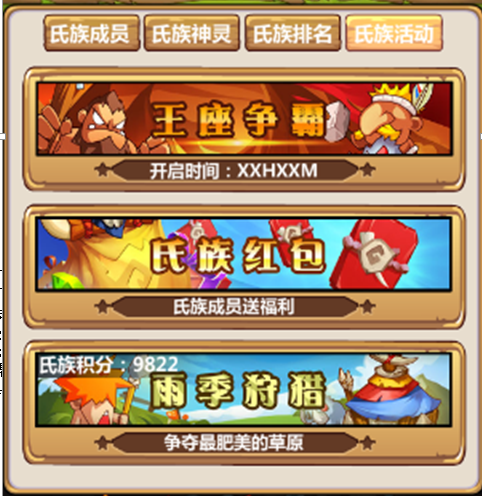 氏族成员 氏族神灵 氏族排名 氏族活动
王座争霸
开启时间：XXHXXM
氏族红包
氏族成员送福利
氏族积分：9822
雨季狩猎
争夺最肥美的草原